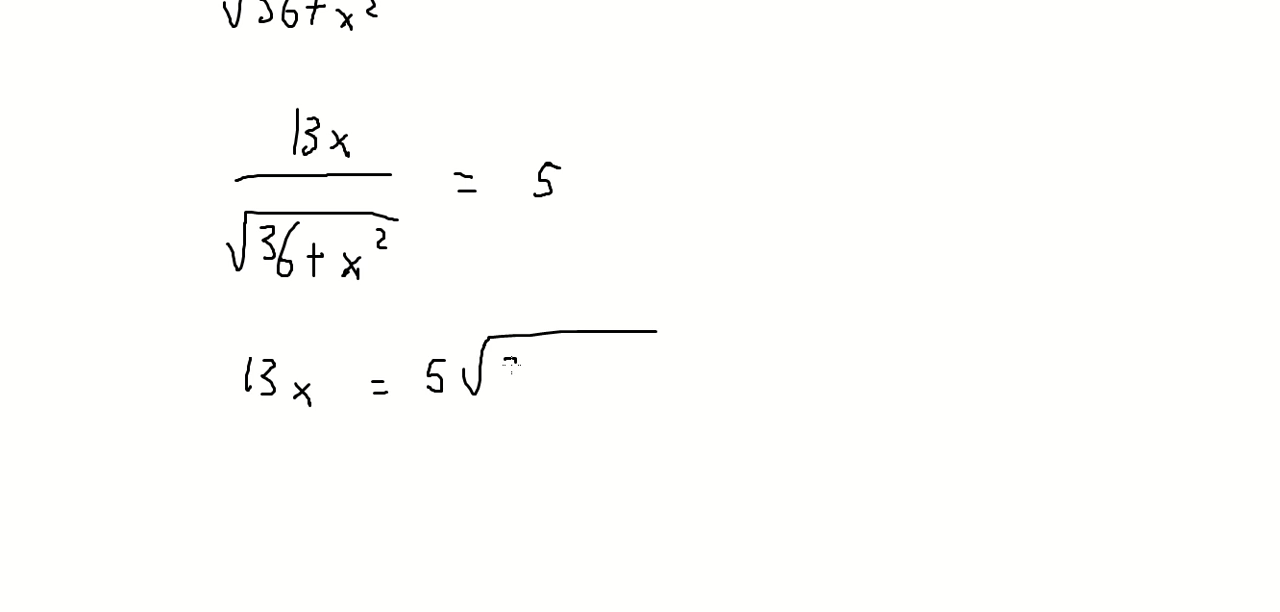 √36+x²
13x / √36+x² = 5
13x = 5√